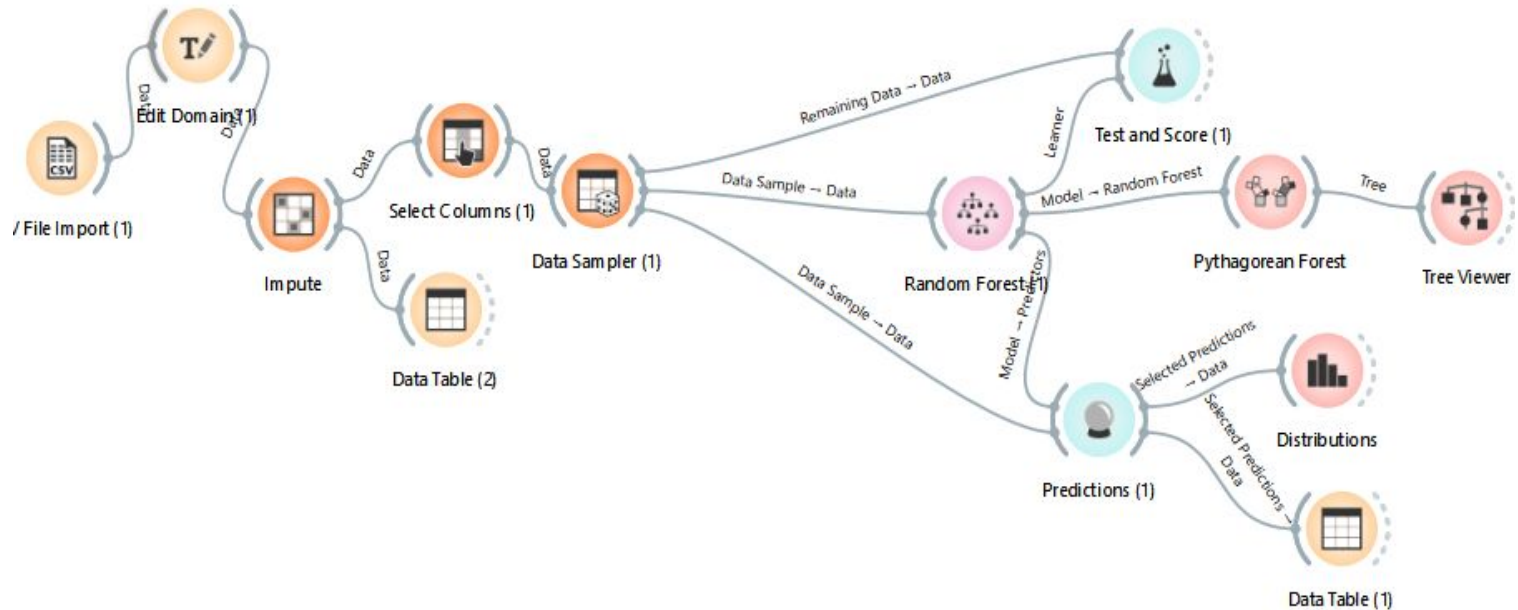 T
Data
Edit Domain (1)
Data
CSV
/ File Import (1)
Data
Select Columns (1)
Data
Impute
Data
Data Table (2)
Data Sampler (1)
Remaining Data → Data
Data Sample → Data
Data Sample → Data
Learner
Test and Score (1)
Random Forest (1)
Model → Random Forest
Pythagorean Forest
Tree
Tree Viewer
Model → Predictors
Predictions (1)
Selected Predictions
→ Data
Distributions
Selected Predictions →
Data
Data Table (1)